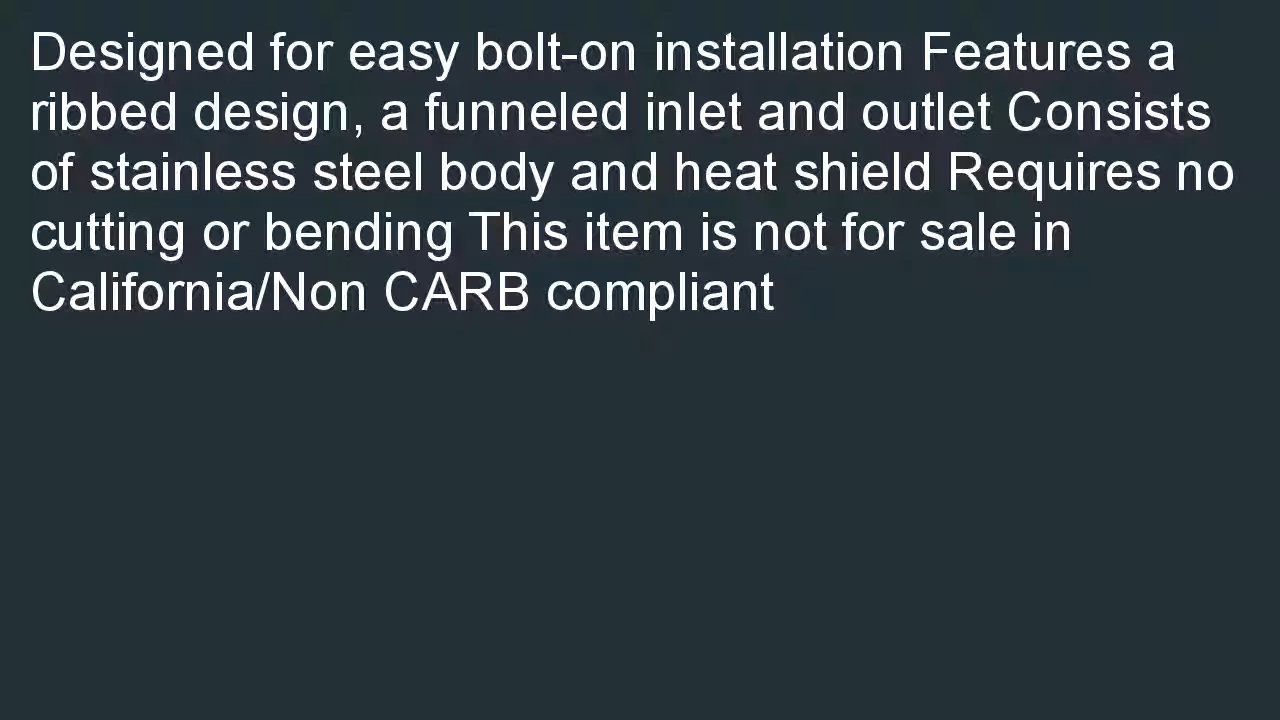 Designed for easy bolt-on installation Features a
ribbed design, a funneled inlet and outlet Consists
of stainless steel body and heat shield Requires no
cutting or bending This item is not for sale in
California/Non CARB compliant